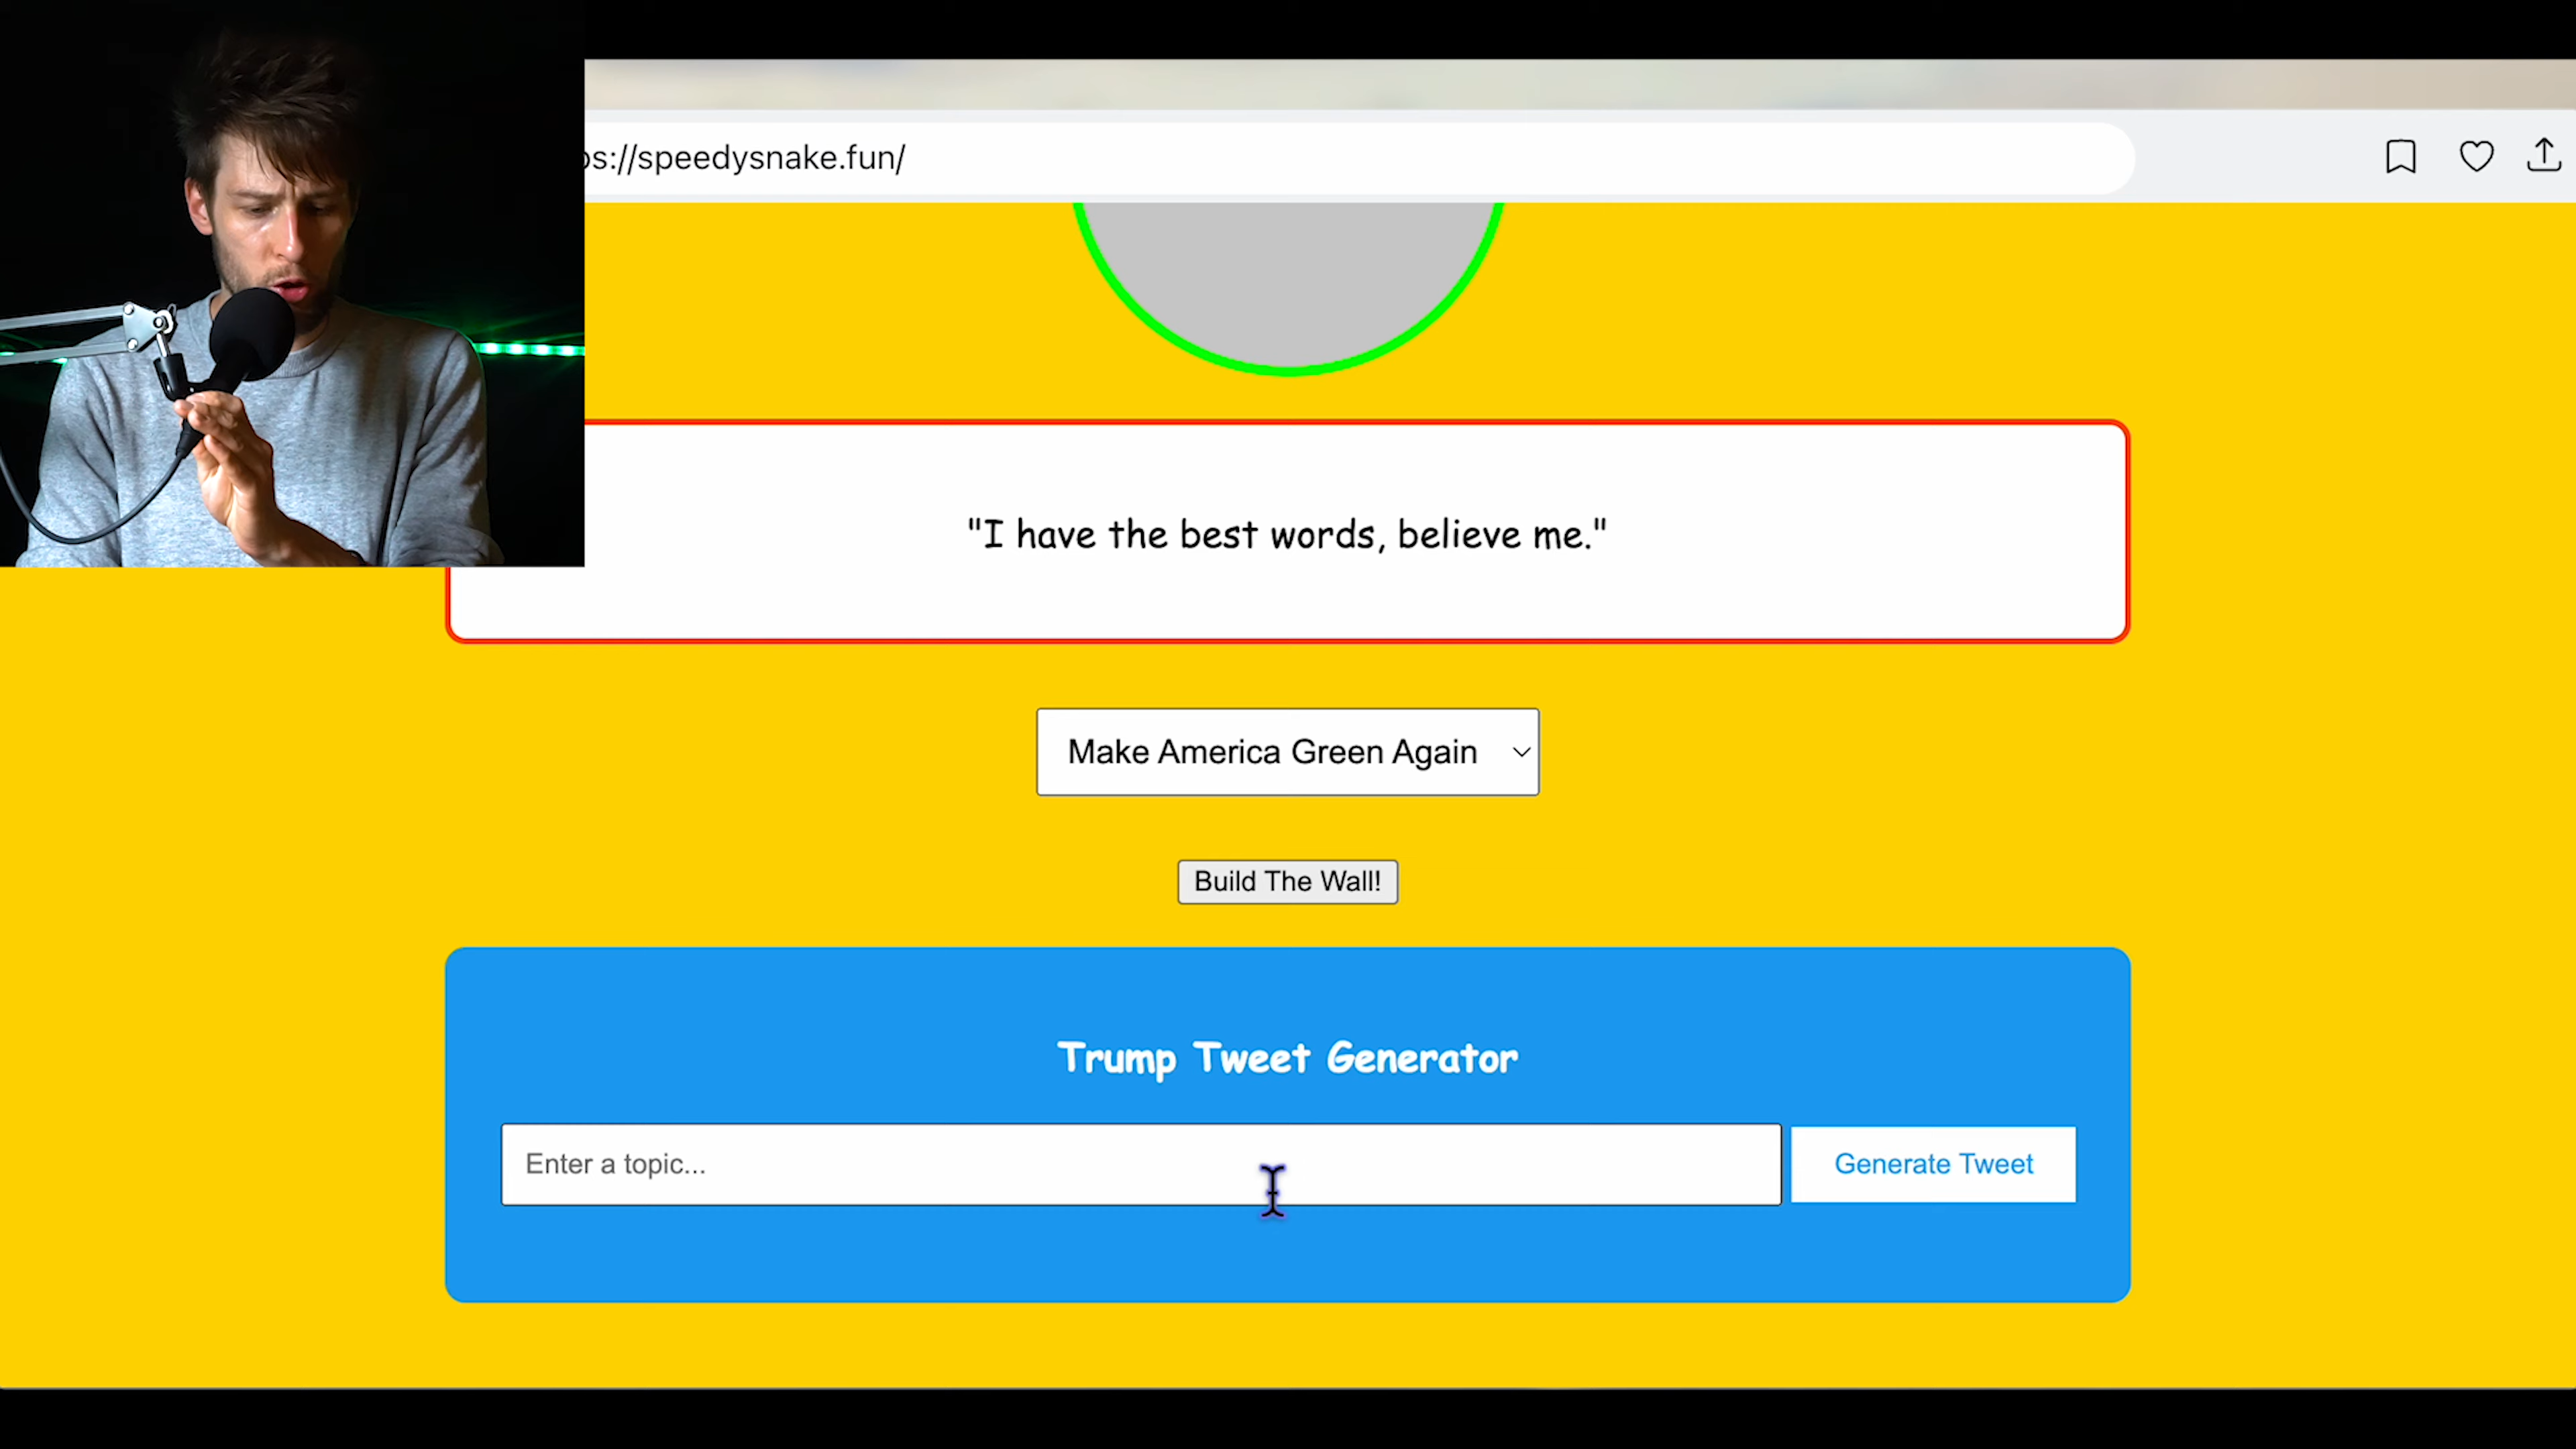 ps://speedysnake.fun/
"I have the best words, believe me."
Make America Green Again
Build The Wall!
Trump Tweet Generator
Enter a topic...
Generate Tweet